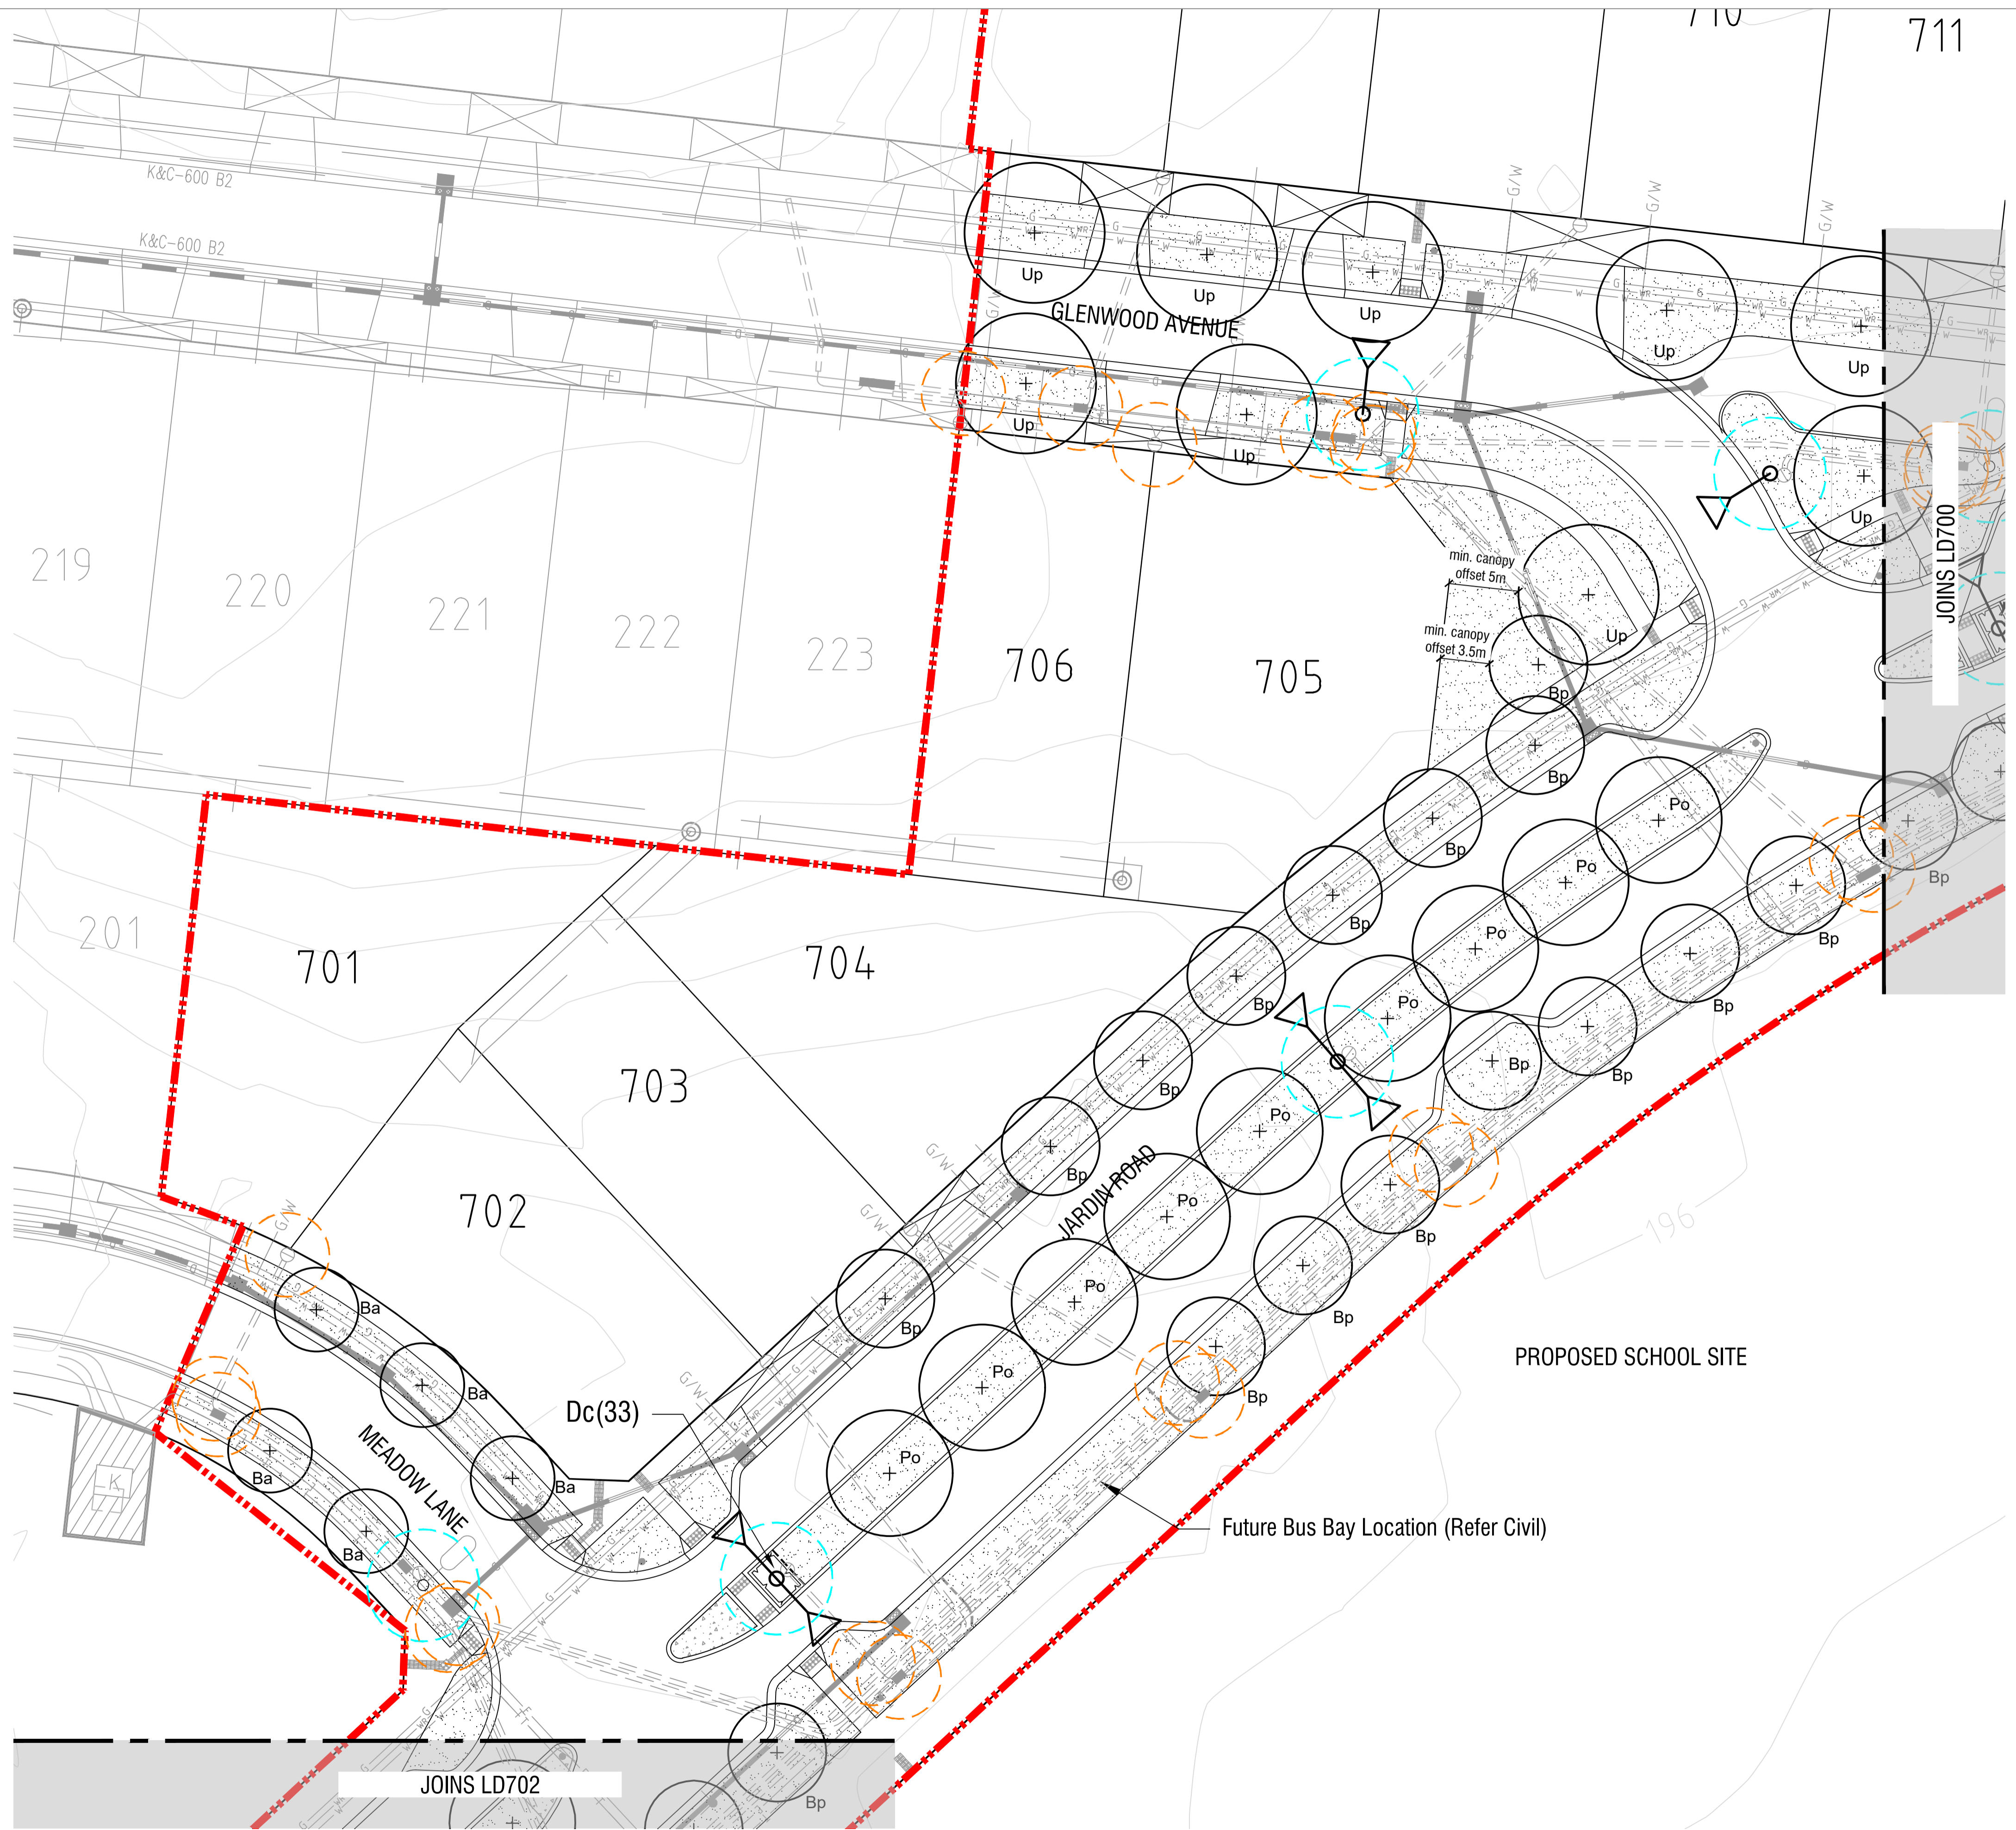 710
711
K&C-600 B2
K&C-600 B2
G/W
G/W
G/W
G/W
Up
Up
Up
Up
Up
GLENWOOD AVENUE
Up
Up
Up
JOINS LD700
min. canopy
offset 5m
min. canopy
offset 3.5m
Up
Bp
219
220
221
222
223
706
705
Bp
Po
Bp
Po
Bp
Po
Bp
Bp
Po
Bp
Bp
Bp
Bp
Bp
201
701
704
703
702
Bp
Po
Bp
JARDIN ROAD
Po
Bp
Po
Bp
Bp
Po
Bp
Po
196
G/W
G/W
G/W
G/W
Ba
Ba
Ba
Ba
Ba
MEADOW LANE
K
Dc(33)
PROPOSED SCHOOL SITE
Future Bus Bay Location (Refer Civil)
JOINS LD702
Bp